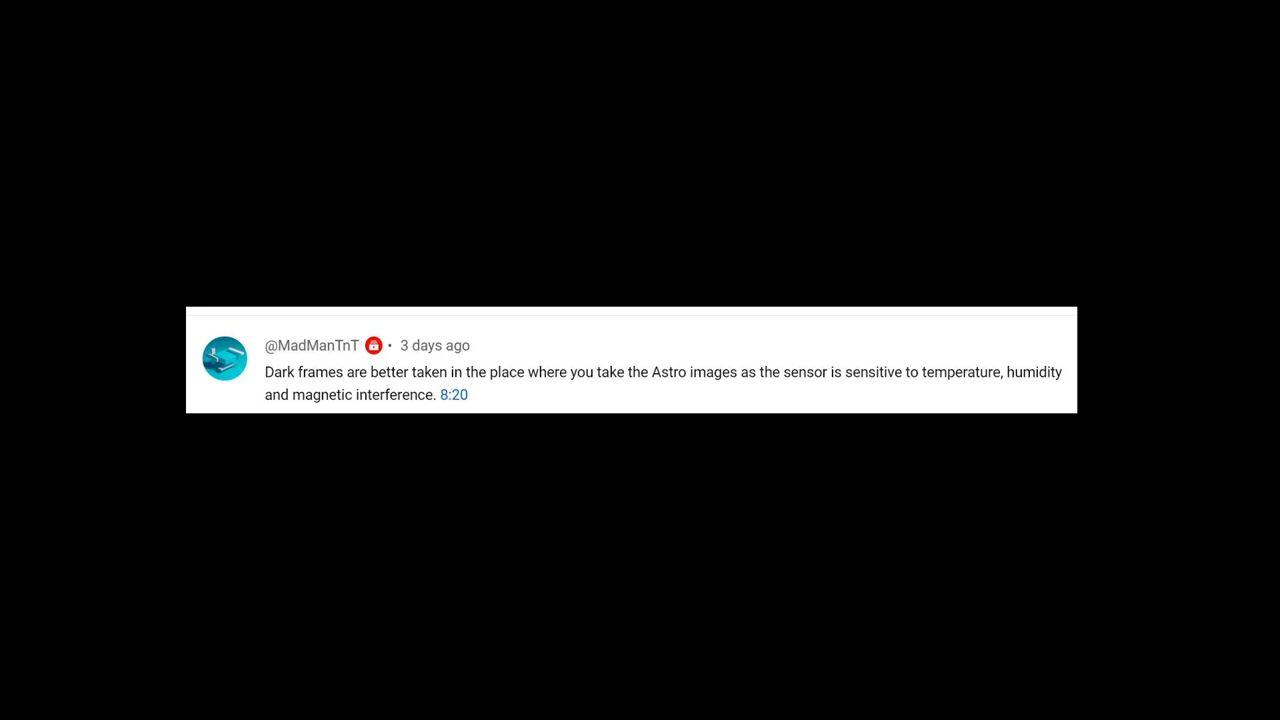 @MadManTnT • 3 days ago
Dark frames are better taken in the place where you take the Astro images as the sensor is sensitive to temperature, humidity
and magnetic interference. 8:20